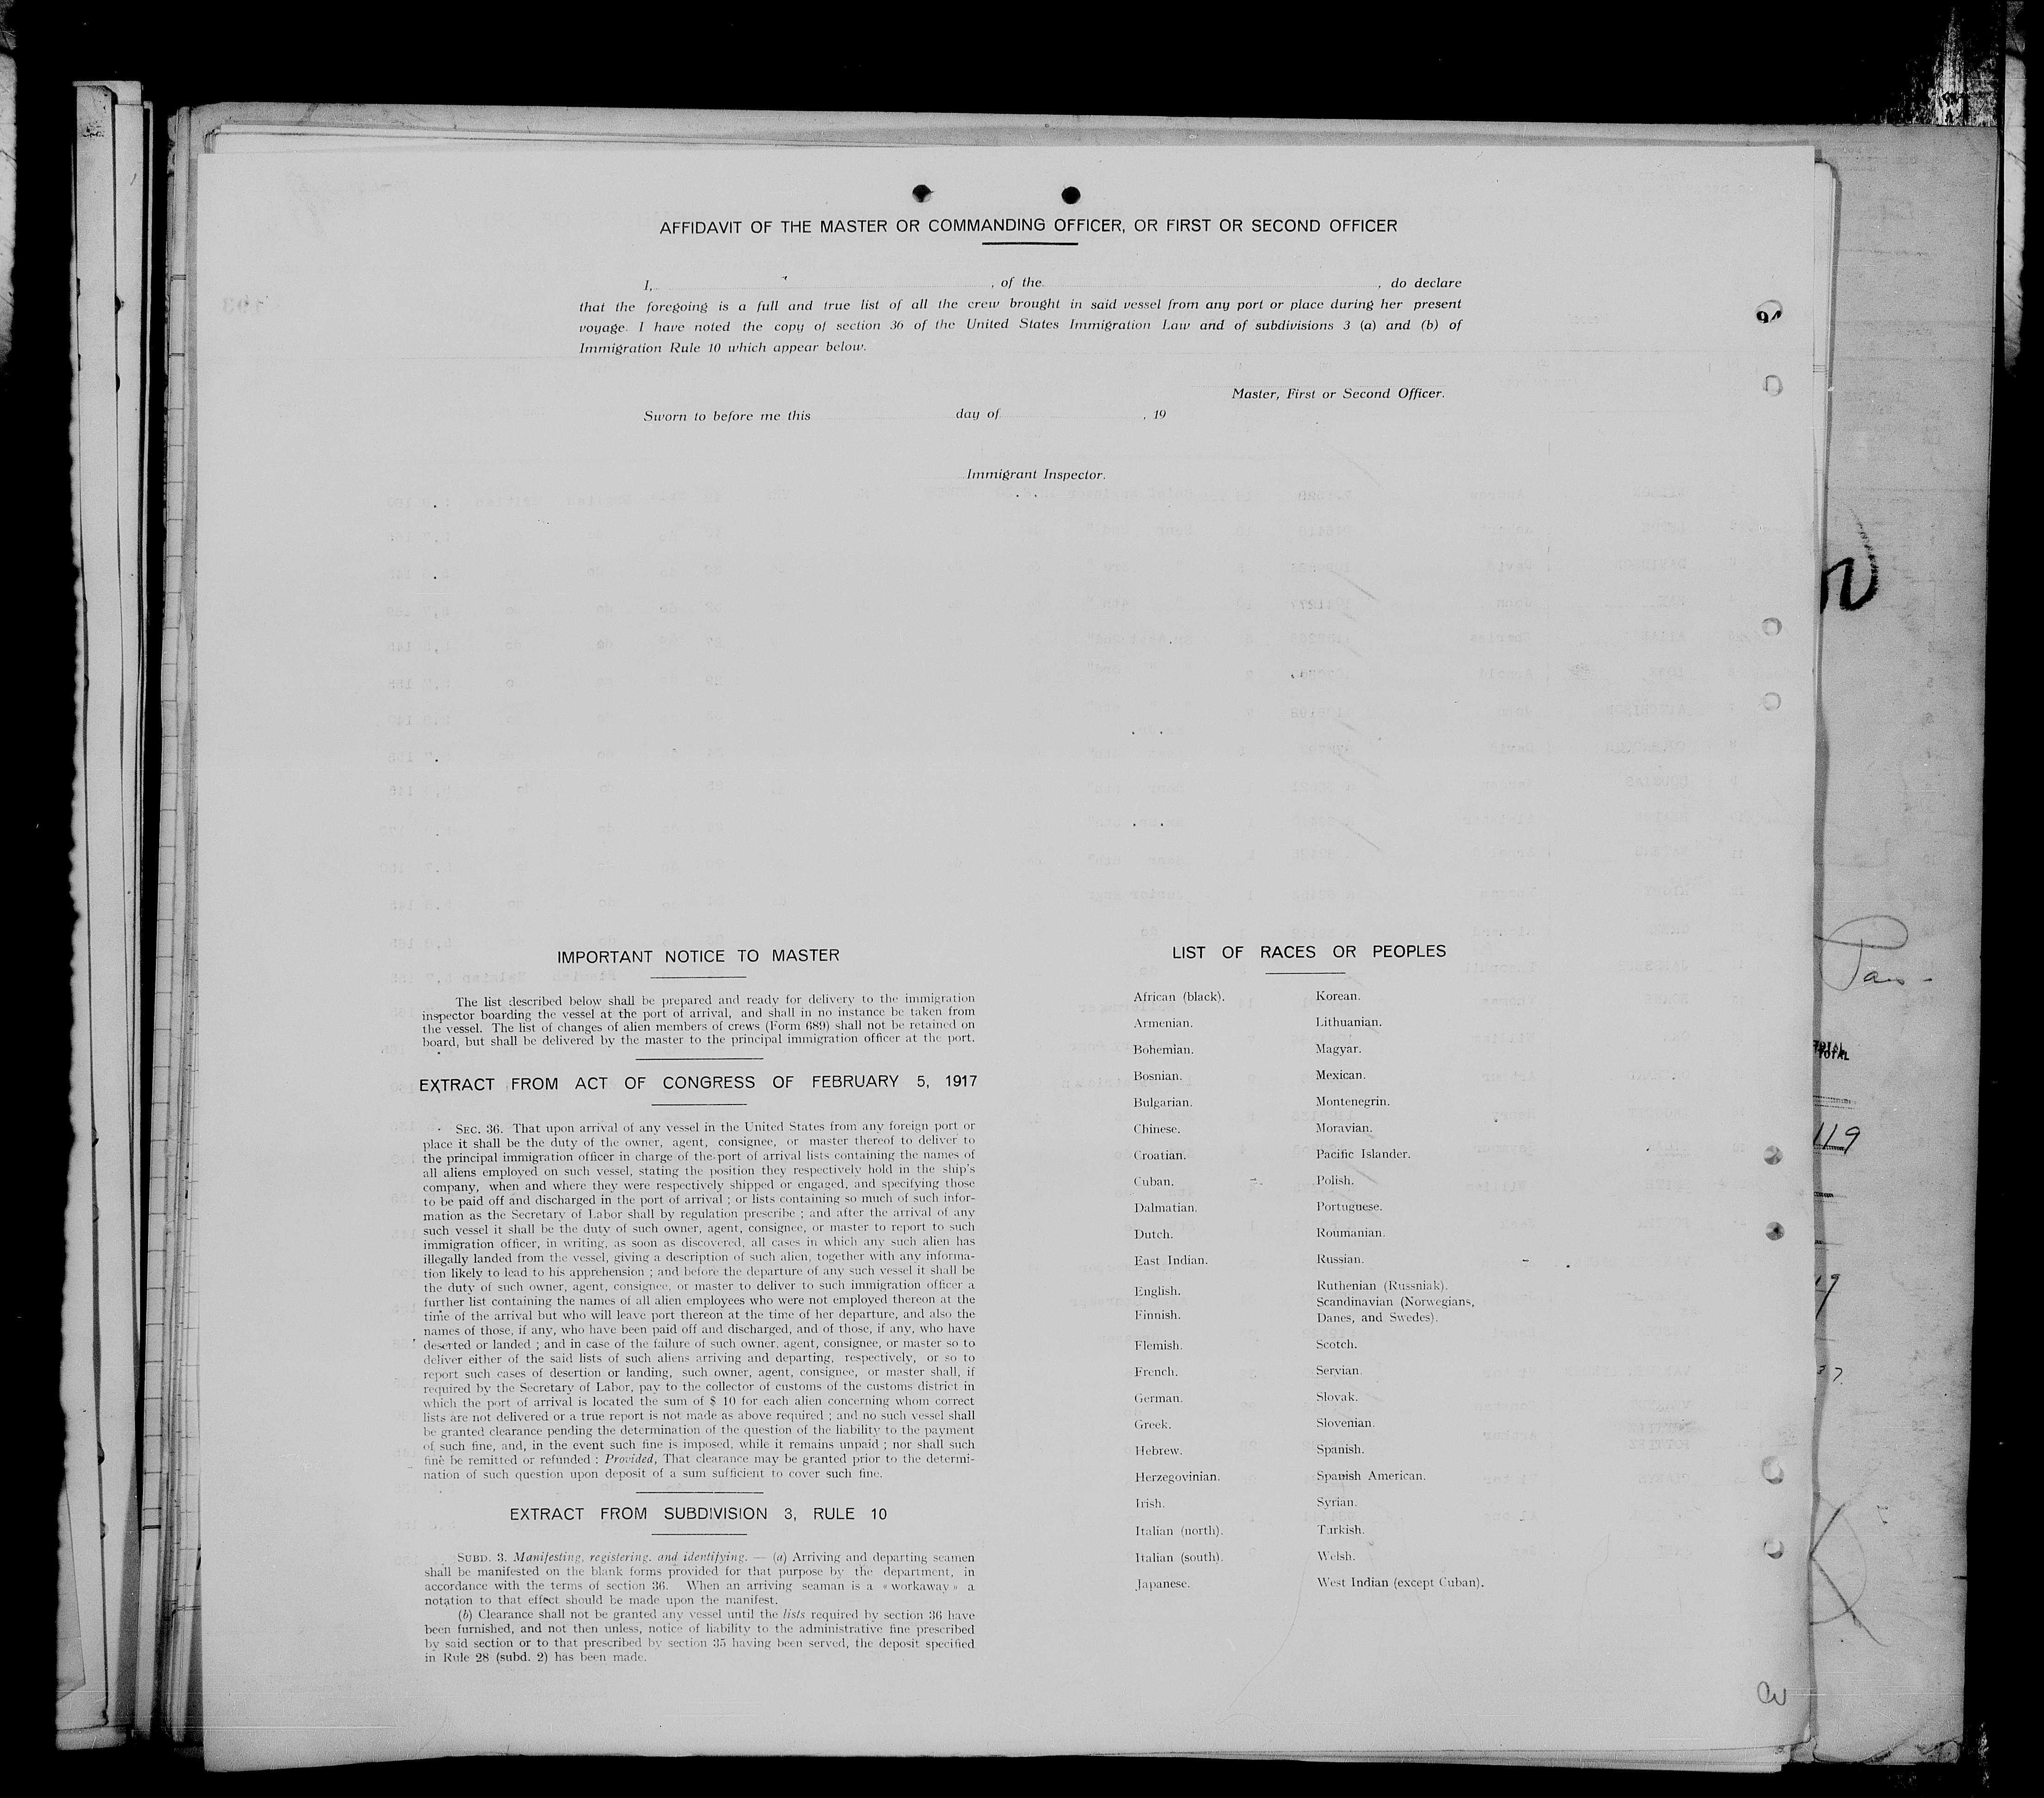 AFFIDAVIT OF THE MASTER OR COMMANDING OFFICER, OR FIRST OR SECOND OFFICER
I, , of the , do declare
that the foregoing is a full and true list of all the crew brought in said vessel from any port or place during her present
voyage. I have noted the copy of section 36 of the United States Immigration Law and of subdivisions 3 (a) and (b) of
Immigration Rule 10 which appear below.
Master, First or Second Officer.
Sworn to before me this day of , 19
Immigrant Inspector.
IMPORTANT NOTICE TO MASTER
The list described below shall be prepared and ready for delivery to the immigration
inspector boarding the vessel at the port of arrival, and shall in no instance be taken from
the vessel. The list of changes of alien members of crews (Form 689) shall not be retained on
board, but shall be delivered by the master to the principal immigration officer at the port.
EXTRACT FROM ACT OF CONGRESS OF FEBRUARY 5, 1917
SEC. 36. That upon arrival of any vessel in the United States from any foreign port or
place it shall be the duty of the owner, agent, consignee, or master thereof to deliver to
the principal immigration officer in charge of the port of arrival lists containing the names of
all aliens employed on such vessel, stating the position they respectively hold in the ship's
company, when and where they were respectively shipped or engaged, and specifying those
to be paid off and discharged in the port of arrival ; or lists containing so much of such infor-
mation as the Secretary of Labor shall by regulation prescribe ; and after the arrival of any
such vessel it shall be the duty of such owner, agent, consignee, or master to report to such
immigration officer, in writing, as soon as discovered, all cases in which any such alien has
illegally landed from the vessel, giving a description of such alien, together with any informa-
tion likely to lead to his apprehension ; and before the departure of any such vessel it shall be
the duty of such owner, agent, consignee, or master to deliver to such immigration officer a
further list containing the names of all alien employees who were not employed thereon at the
time of the arrival but who will leave port thereon at the time of her departure, and also the
names of those, if any, who have been paid off and discharged, and of those, if any, who have
deserted or landed ; and in case of the failure of such owner, agent, consignee, or master so to
deliver either of the said lists of such aliens arriving and departing, respectively, or so to
report such cases of desertion or landing, such owner, agent, consignee, or master shall, if
required by the Secretary of Labor, pay to the collector of customs of the customs district in
which the port of arrival is located the sum of $ 10 for each alien concerning whom correct
lists are not delivered or a true report is not made as above required ; and no such vessel shall
be granted clearance pending the determination of the question of the liability to the payment
of such fine, and, in the event such fine is imposed, while it remains unpaid ; nor shall such
fine be remitted or refunded : Provided, That clearance may be granted prior to the determi-
nation of such question upon deposit of a sum sufficient to cover such fine.
EXTRACT FROM SUBDIVISION 3, RULE 10
SUBD. 3. Manifesting, registering, and identifying. — (a) Arriving and departing seamen
shall be manifested on the blank forms provided for that purpose by the department, in
accordance with the terms of section 36. When an arriving seaman is a « workaway » a
notation to that effect should be made upon the manifest.
(b) Clearance shall not be granted any vessel until the lists required by section 36 have
been furnished, and not then unless, notice of liability to the administrative fine prescribed
by said section or to that prescribed by section 35 having been served, the deposit specified
in Rule 28 (subd. 2) has been made.
LIST OF RACES OR PEOPLES
African (black).
Armenian.
Bohemian.
Bosnian.
Bulgarian.
Chinese.
Croatian.
Cuban.
Dalmatian.
Dutch.
East Indian.
English.
Finnish.
Flemish.
French.
German.
Greek.
Hebrew.
Herzegovinian.
Irish.
Italian (north).
Italian (south).
Japanese.
Korean.
Lithuanian.
Magyar.
Mexican.
Montenegrin.
Moravian.
Pacific Islander.
Polish.
Portuguese.
Roumanian.
Russian.
Ruthenian (Russniak).
Scandinavian (Norwegians,
Danes, and Swedes).
Scotch.
Servian.
Slovak.
Slovenian.
Spanish.
Spanish American.
Syrian.
Turkish.
Welsh.
West Indian (except Cuban).
TOTAL
119